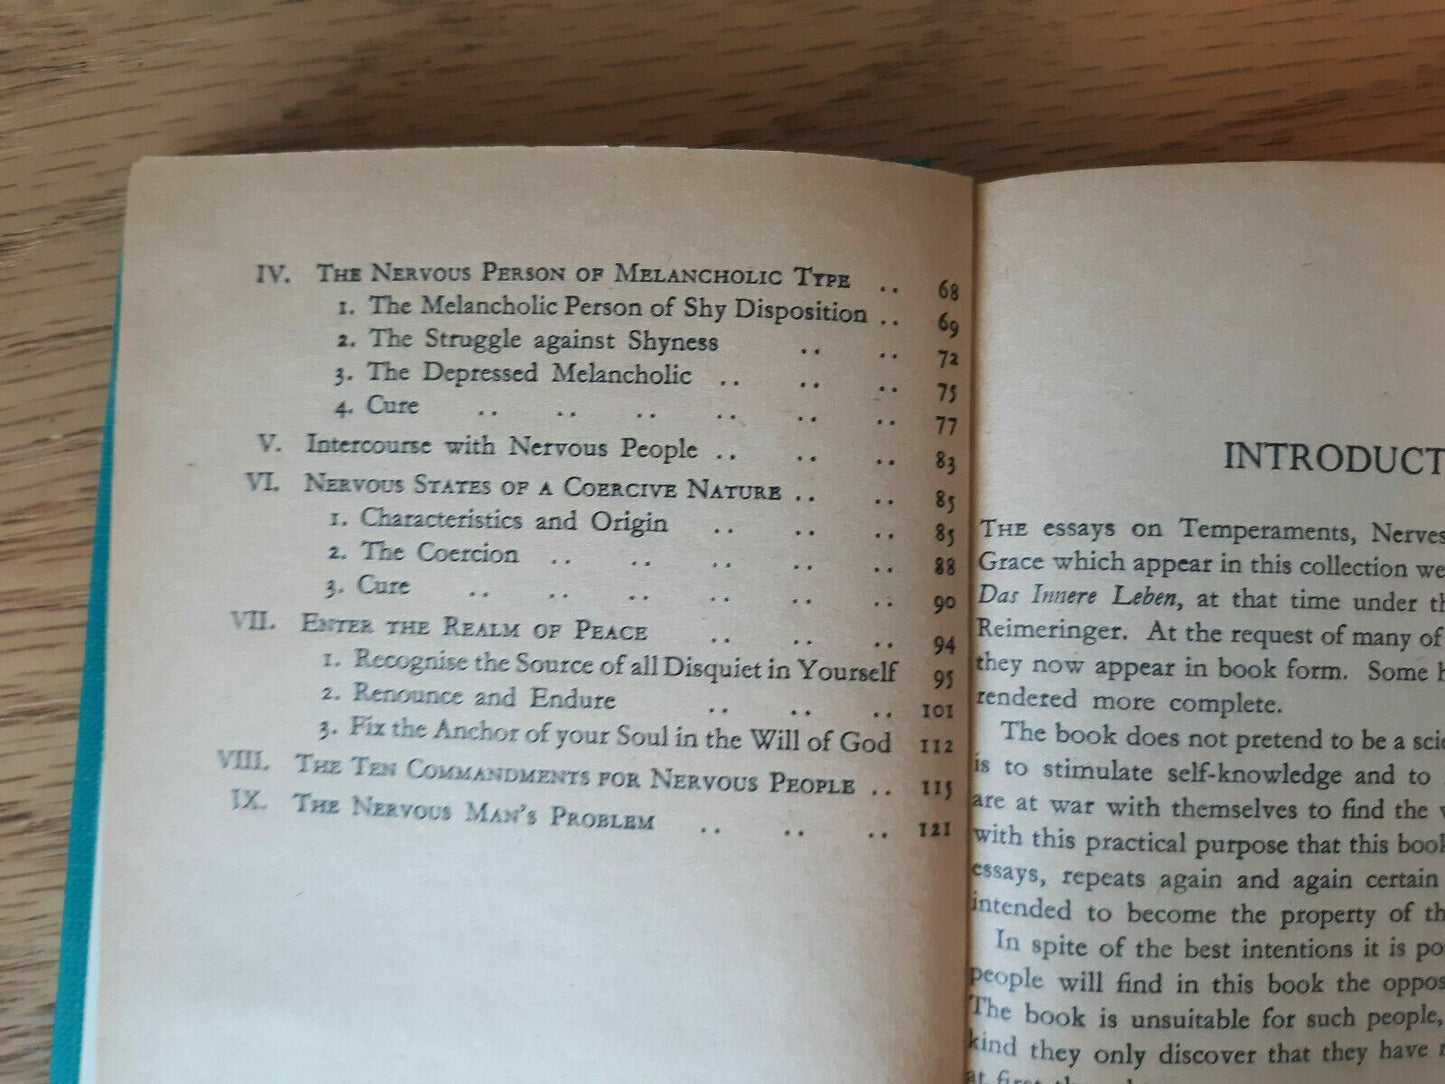 IV. THE NERVOUS PERSON OF MELANCHOLIC TYPE .. 68
1. The Melancholic Person of Shy Disposition .. 69
2. The Struggle against Shyness .. .. 72
3. The Depressed Melancholic .. .. .. 75
4. Cure .. .. .. .. .. .. 77
V. Intercourse with Nervous People .. .. .. 83
VI. NERVOUS STATES OF A COERCIVE NATURE .. .. 85
1. Characteristics and Origin .. .. .. 85
2. The Coercion .. .. .. .. .. 88
3. Cure .. .. .. .. .. .. 90
VII. ENTER THE REALM OF PEACE .. .. .. 94
1. Recognise the Source of all Disquiet in Yourself 95
2. Renounce and Endure .. .. .. 101
3. Fix the Anchor of your Soul in the Will of God 112
VIII. THE TEN COMMANDMENTS FOR NERVOUS PEOPLE .. 115
IX. THE NERVOUS MAN'S PROBLEM .. .. .. 121
INTRODUCT
THE essays on Temperaments, Nerves
Grace which appear in this collection we
Das Innere Leben, at that time under th
Reimeringer. At the request of many of
they now appear in book form. Some h
rendered more complete.
The book does not pretend to be a scie
is to stimulate self-knowledge and to
are at war with themselves to find the
with this practical purpose that this book
essays, repeats again and again certain
intended to become the property of th
In spite of the best intentions it is po
people will find in this book the oppos
The book is unsuitable for such people,
kind they only discover that they have
at first